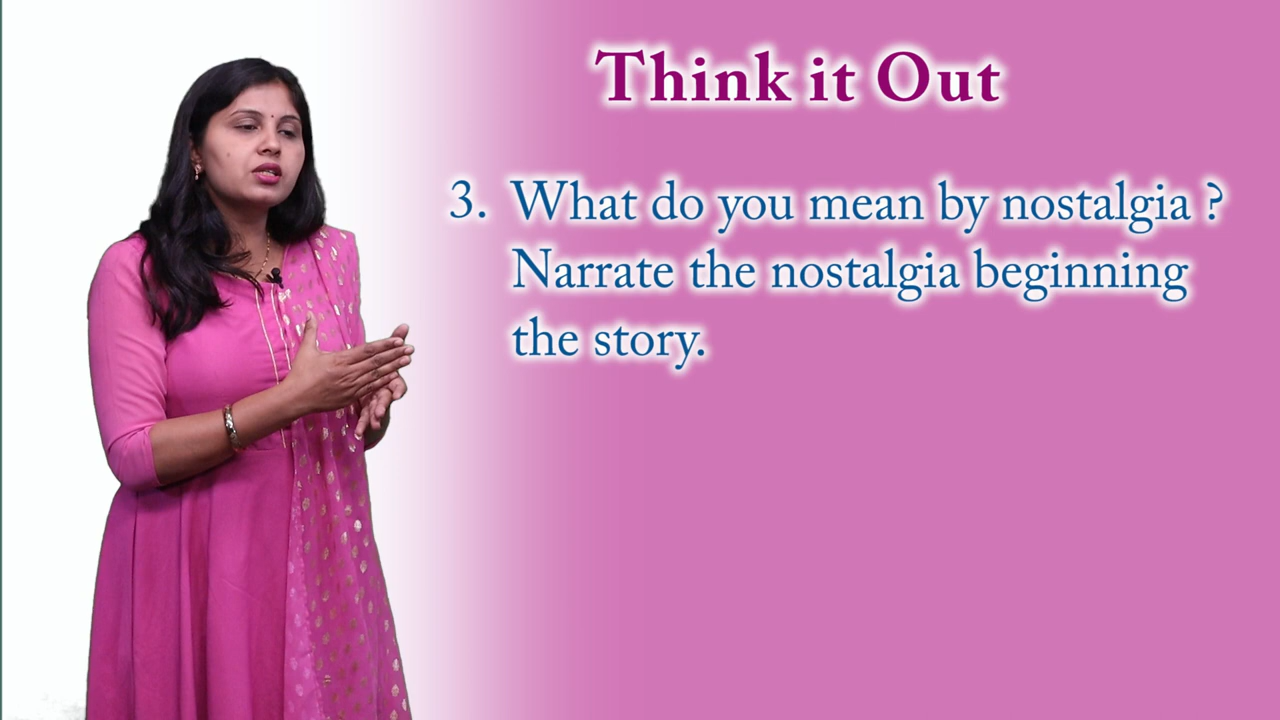 Think it Out
3. What do you mean by nostalgia ?
Narrate the nostalgia beginning
the story.